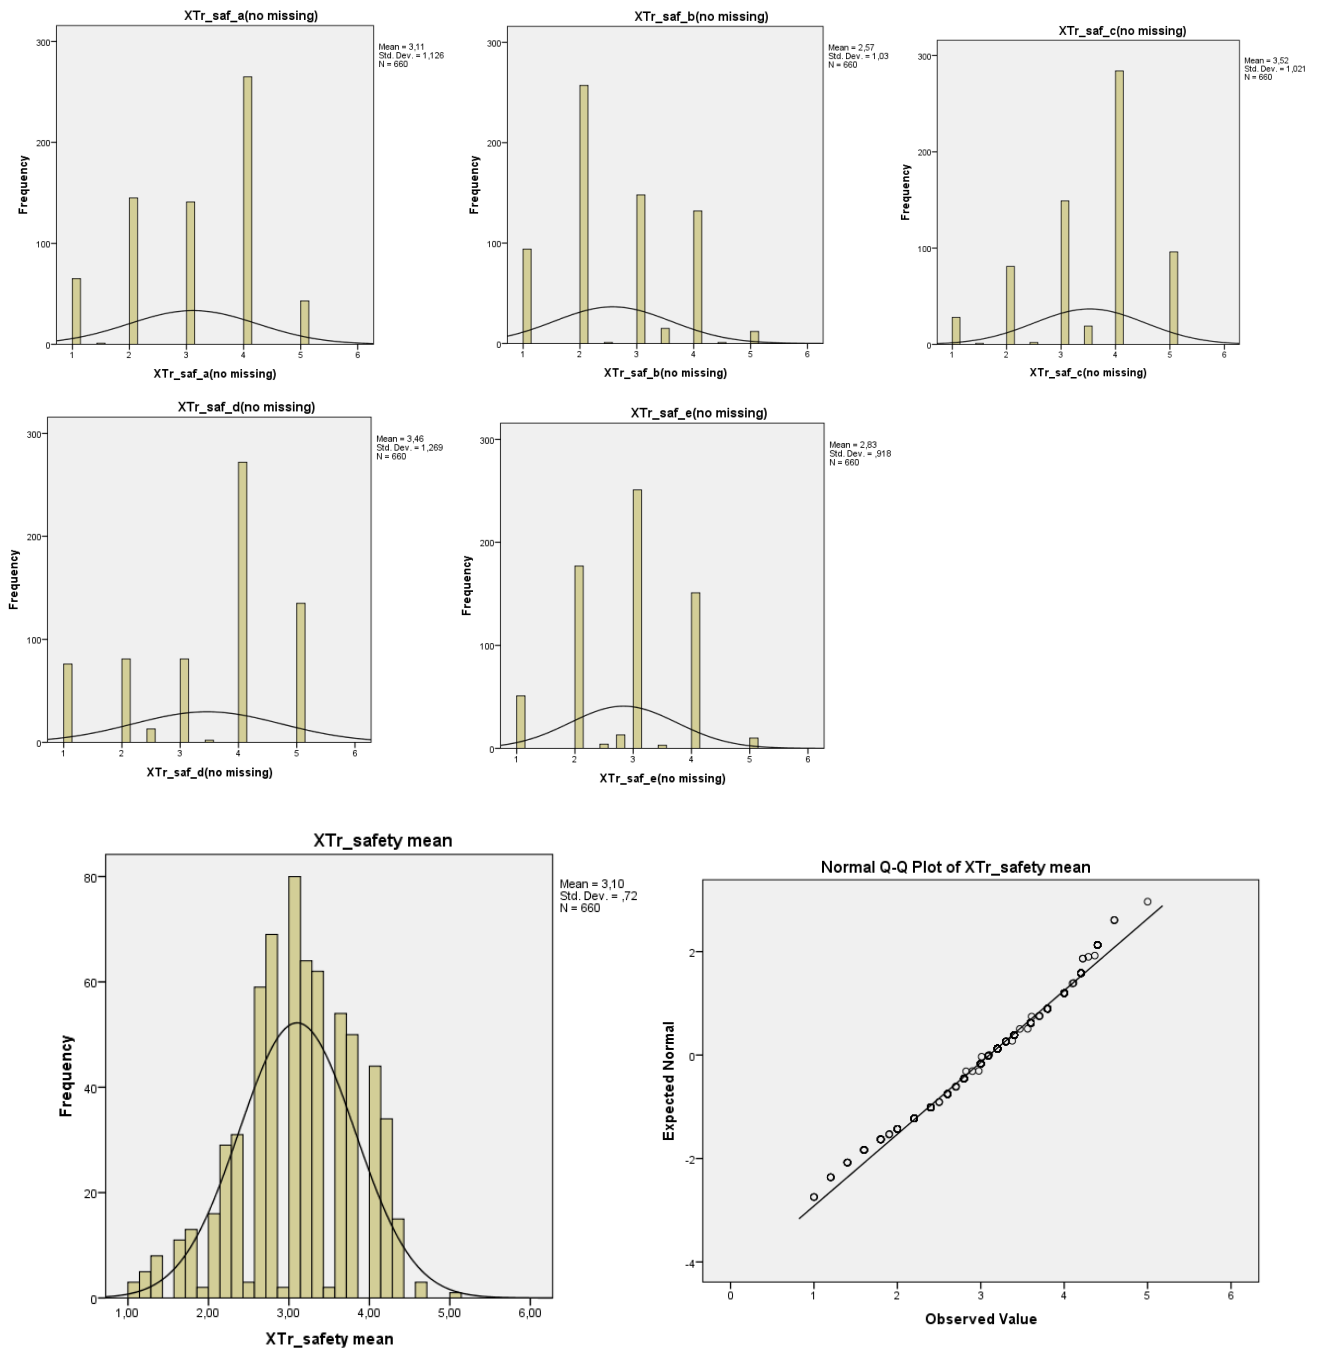 XTr_saf_a(no missing)
300
200
100
0
Frequency
1 2 3 4 5 6
XTr_saf_a(no missing)
Mean = 3,11
Std. Dev. = 1,126
N = 660
XTr_saf_b(no missing)
300
200
100
0
Frequency
1 2 3 4 5 6
XTr_saf_b(no missing)
Mean = 2,57
Std. Dev. = 1,03
N = 660
XTr_saf_c(no missing)
300
200
100
0
Frequency
1 2 3 4 5 6
XTr_saf_c(no missing)
Mean = 3,52
Std. Dev. = 1,021
N = 660
XTr_saf_d(no missing)
300
200
100
0
Frequency
1 2 3 4 5 6
XTr_saf_d(no missing)
Mean = 3,46
Std. Dev. = 1,269
N = 660
XTr_saf_e(no missing)
300
200
100
0
Frequency
1 2 3 4 5 6
XTr_saf_e(no missing)
Mean = 2,83
Std. Dev. = ,918
N = 660
XTr_safety mean
80
60
40
20
0
Frequency
1,00 2,00 3,00 4,00 5,00 6,00
XTr_safety mean
Mean = 3,10
Std. Dev. = ,72
N = 660
Normal Q-Q Plot of XTr_safety mean
2
0
-2
-4
Expected Normal
0 1 2 3 4 5 6
Observed Value